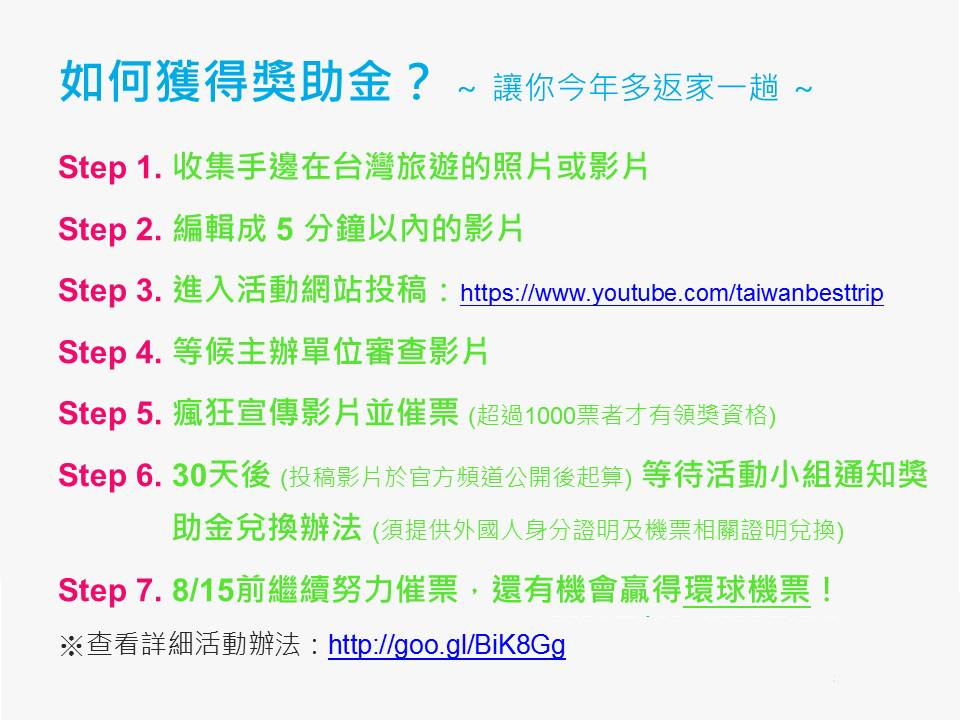 如何獲得獎助金？ ~ 讓你今年多返家一趟 ~
Step 1. 收集手邊在台灣旅遊的照片或影片
Step 2. 編輯成 5 分鐘以內的影片
Step 3. 進入活動網站投稿：https://www.youtube.com/taiwanbesttrip
Step 4. 等候主辦單位審查影片
Step 5. 瘋狂宣傳影片並催票 (超過1000票者才有領獎資格)
Step 6. 30天後 (投稿影片於官方頻道公開後起算) 等待活動小組通知獎
助金兌換辦法 (須提供外國人身分證明及機票相關證明兌換)
Step 7. 8/15前繼續努力催票，還有機會贏得環球機票！
※查看詳細活動辦法：http://goo.gl/BiK8Gg